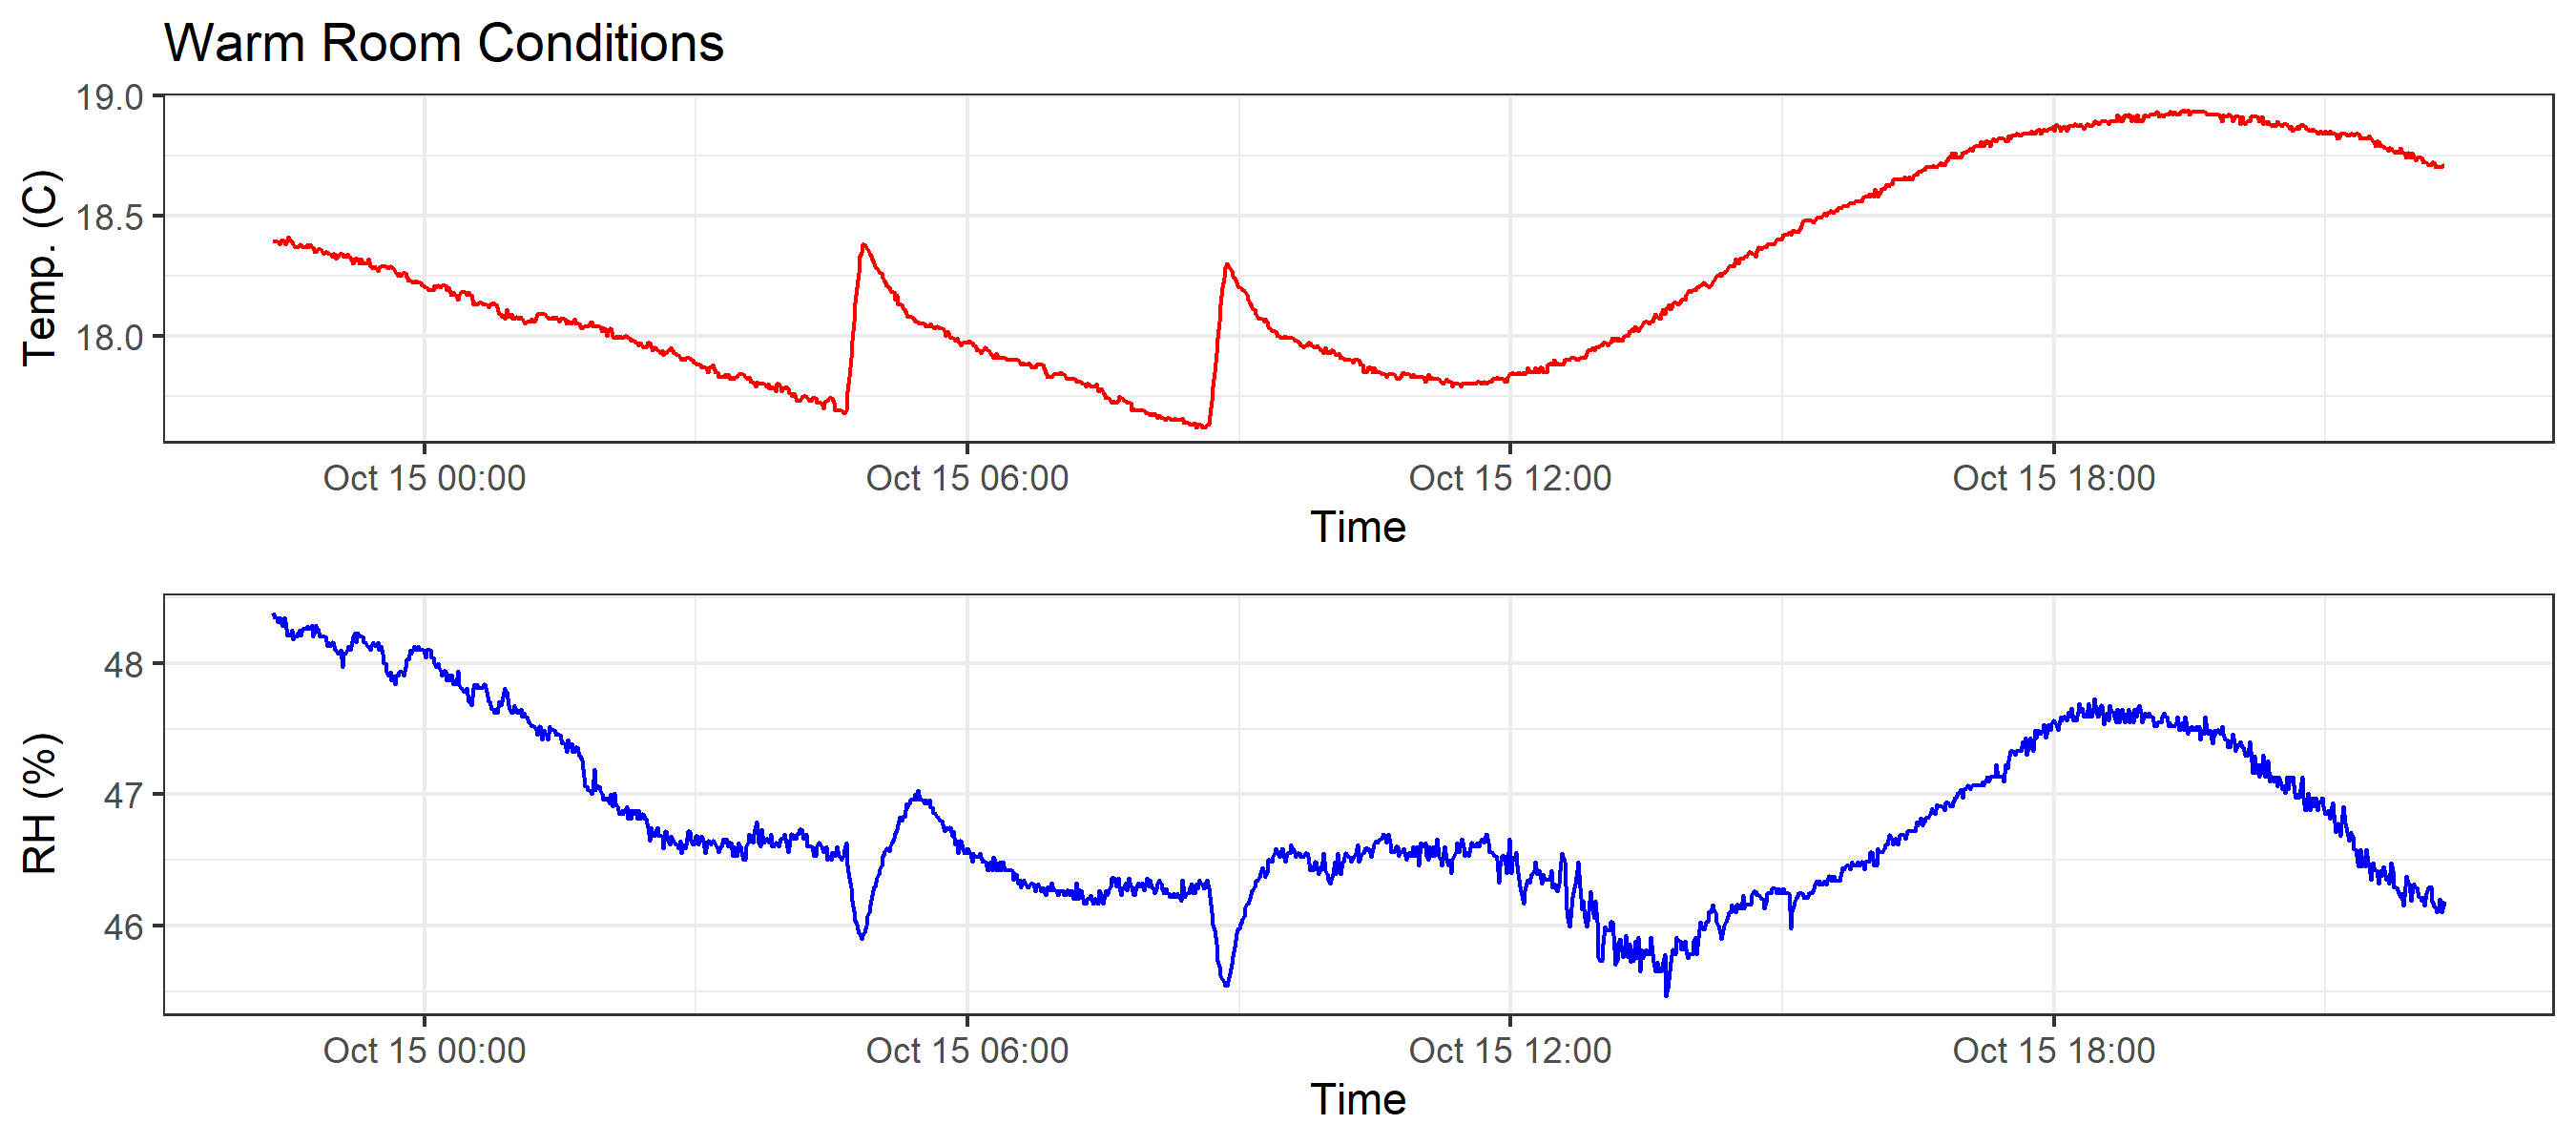 Warm Room Conditions
19.0
18.5
18.0
Temp. (C)
Oct 15 00:00 Oct 15 06:00 Oct 15 12:00 Oct 15 18:00
Time
48
47
46
RH (%)
Oct 15 00:00 Oct 15 06:00 Oct 15 12:00 Oct 15 18:00
Time